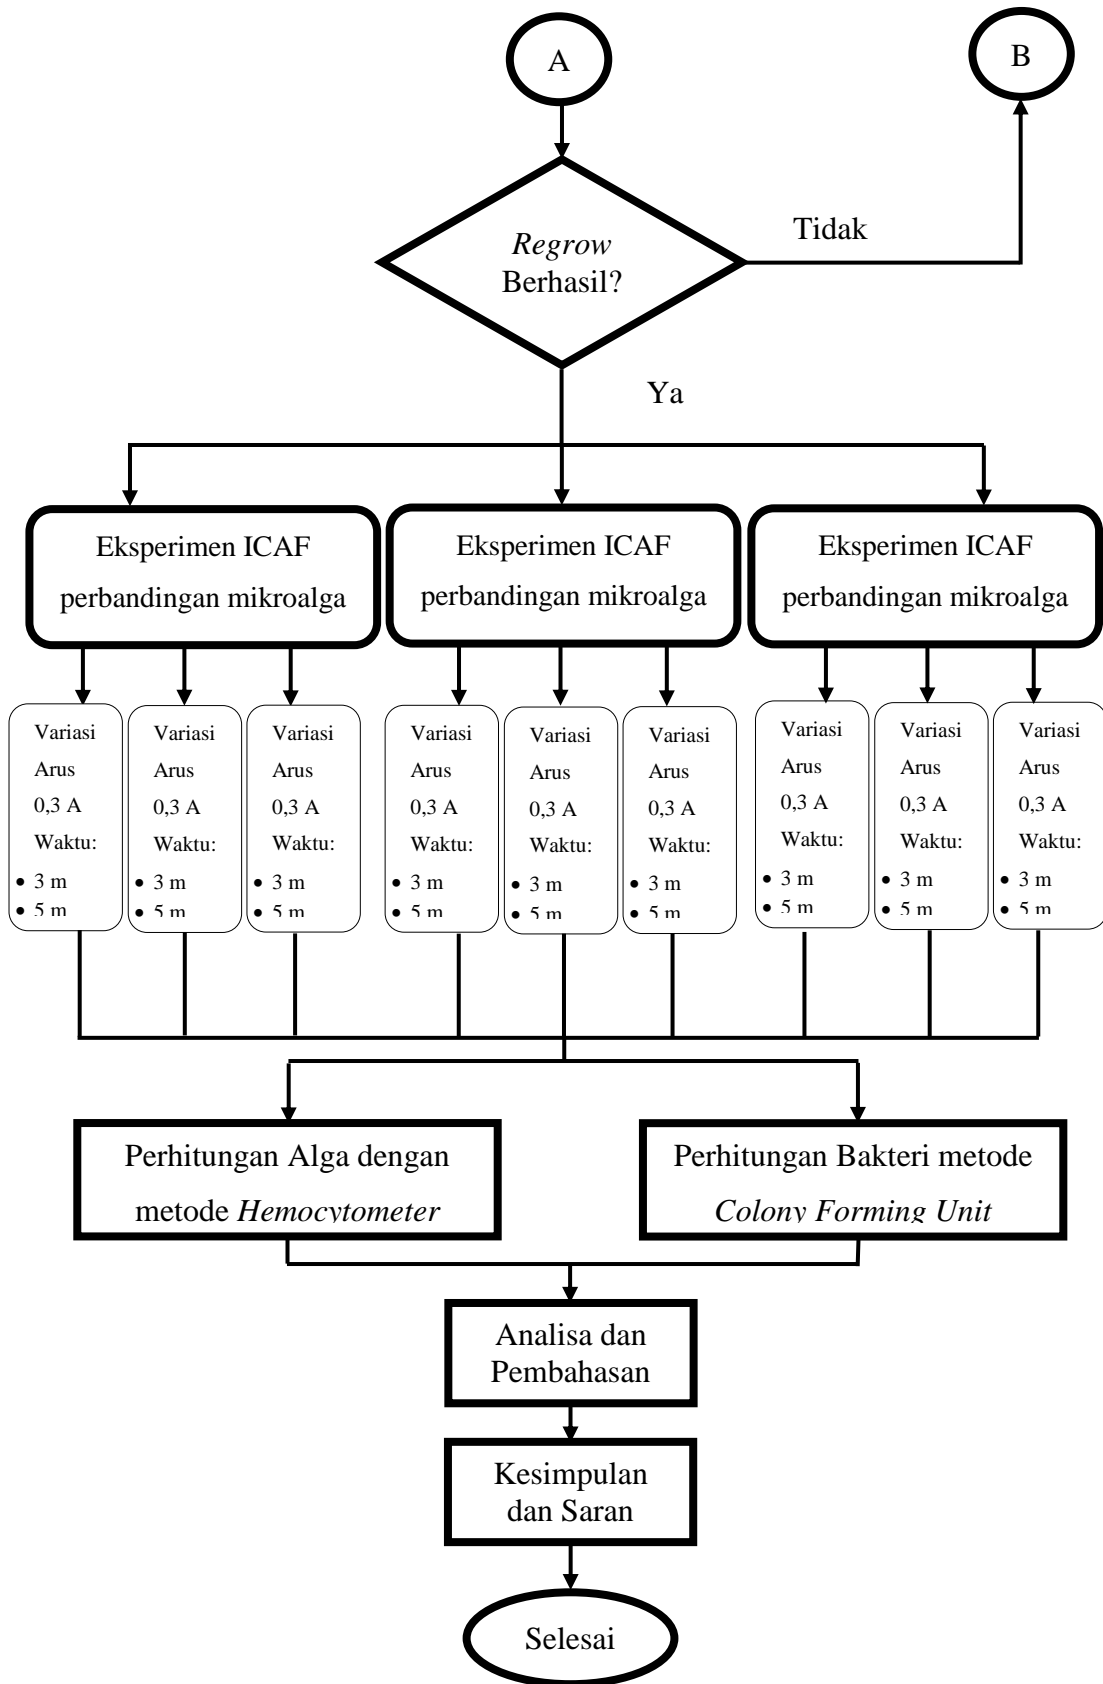 A
B
Tidak
Regrow
Berhasil?
Ya
Eksperimen ICAF
perbandingan mikroalga
Eksperimen ICAF
perbandingan mikroalga
Eksperimen ICAF
perbandingan mikroalga
Variasi
Arus
0,3 A
Waktu:
• 3 m
• 5 m
Variasi
Arus
0,3 A
Waktu:
• 3 m
• 5 m
Variasi
Arus
0,3 A
Waktu:
• 3 m
• 5 m
Variasi
Arus
0,3 A
Waktu:
• 3 m
• 5 m
Variasi
Arus
0,3 A
Waktu:
• 3 m
• 5 m
Variasi
Arus
0,3 A
Waktu:
• 3 m
• 5 m
Variasi
Arus
0,3 A
Waktu:
• 3 m
• 5 m
Variasi
Arus
0,3 A
Waktu:
• 3 m
• 5 m
Variasi
Arus
0,3 A
Waktu:
• 3 m
• 5 m
Perhitungan Alga dengan
metode Hemocytometer
Perhitungan Bakteri metode
Colony Forming Unit
Analisa dan
Pembahasan
Kesimpulan
dan Saran
Selesai